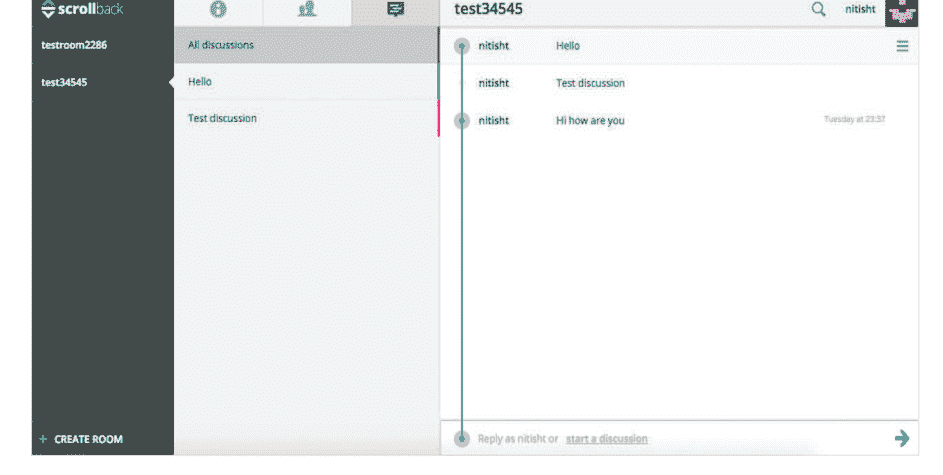 scrollback
testroom2286
test34545
+ CREATE ROOM
All discussions
Hello
Test discussion
test34545
nitisht
nitisht Hello
nitisht Test discussion
nitisht Hi how are you Tuesday at 23:37
Reply as nitisht or start a discussion